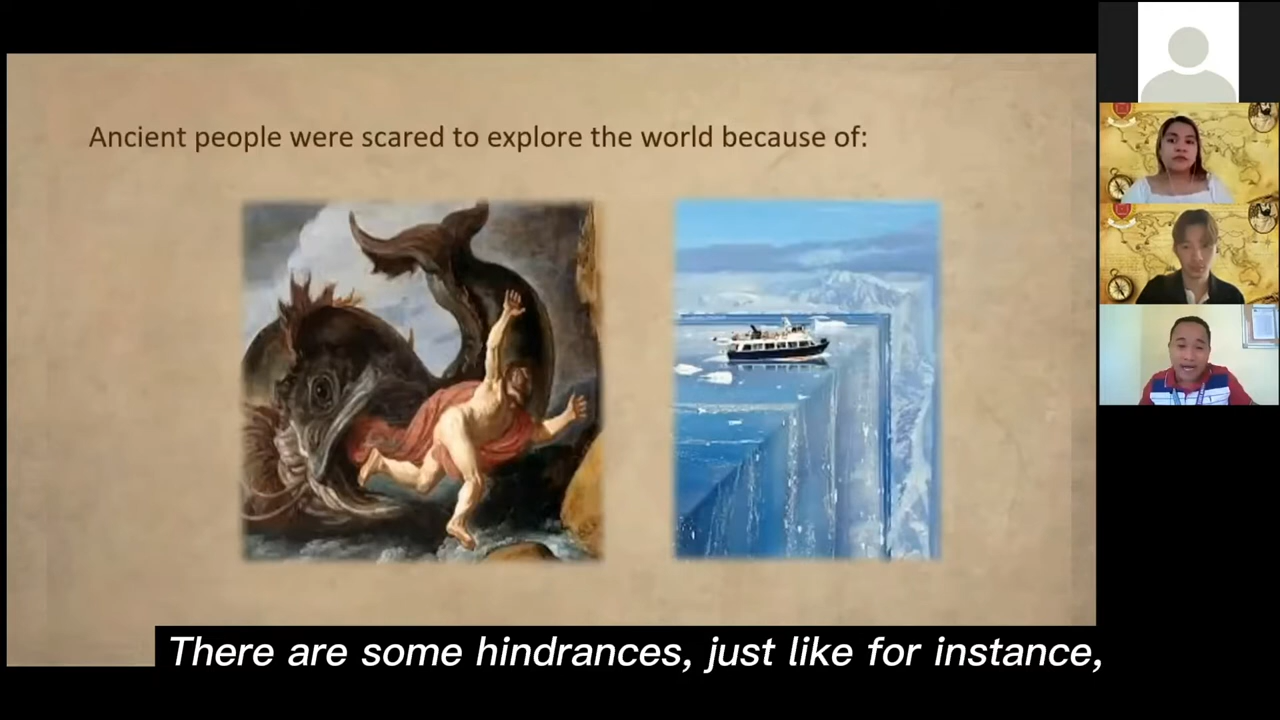 Ancient people were scared to explore the world because of:
There are some hindrances, just like for instance,